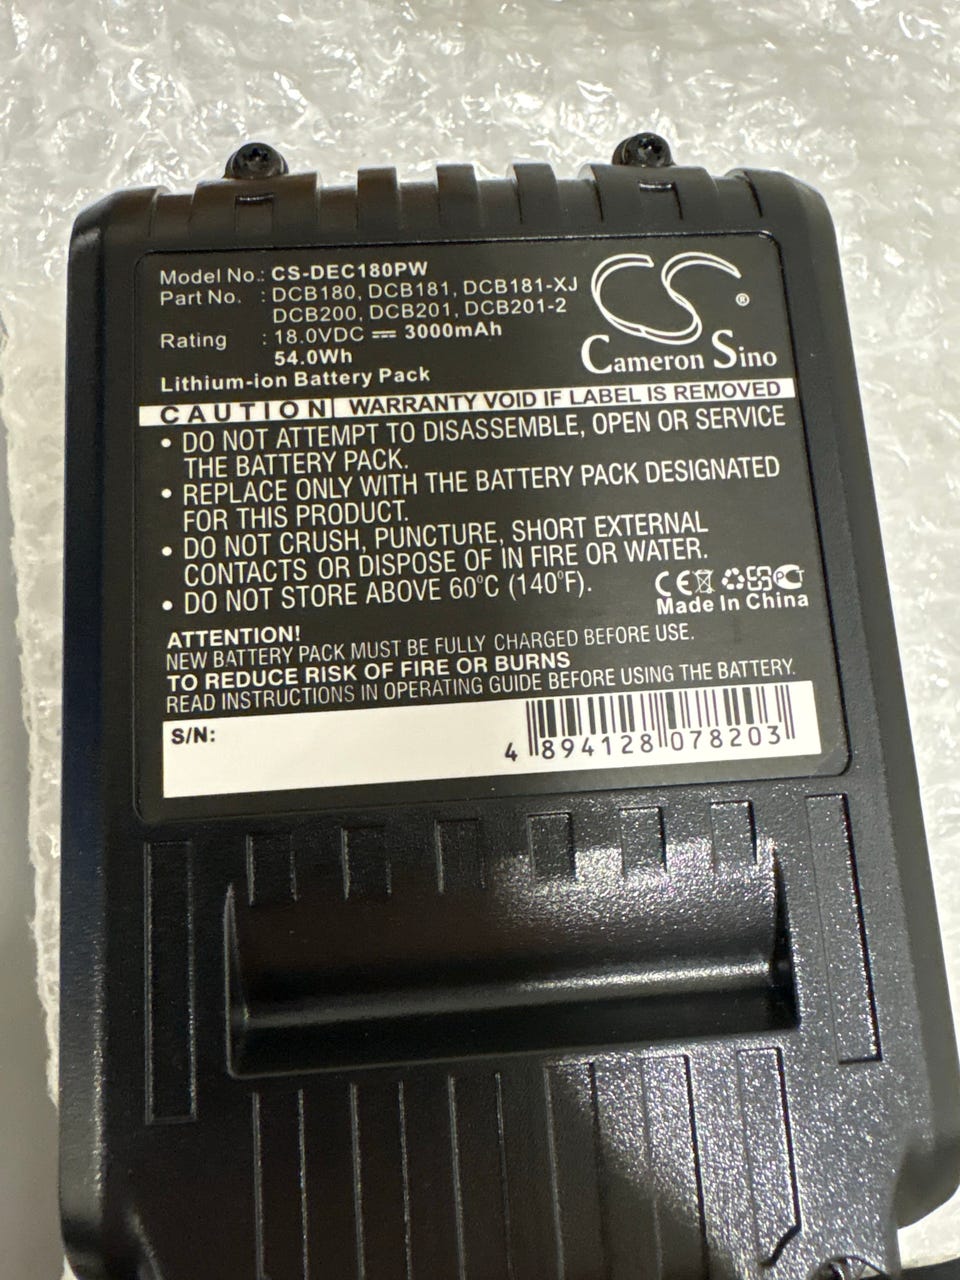 Model No.: CS-DEC180PW
Part No. : DCB180, DCB181, DCB181-XJ
DCB200, DCB201, DCB201-2
Rating : 18.0VDC ⎓ 3000mAh
54.0Wh
Lithium-ion Battery Pack
CS ®
Cameron Sino
CAUTION | WARRANTY VOID IF LABEL IS REMOVED
• DO NOT ATTEMPT TO DISASSEMBLE, OPEN OR SERVICE
THE BATTERY PACK.
• REPLACE ONLY WITH THE BATTERY PACK DESIGNATED
FOR THIS PRODUCT.
• DO NOT CRUSH, PUNCTURE, SHORT EXTERNAL
CONTACTS OR DISPOSE OF IN FIRE OR WATER.
• DO NOT STORE ABOVE 60°C (140°F).
CE
Made In China
ATTENTION!
NEW BATTERY PACK MUST BE FULLY CHARGED BEFORE USE.
TO REDUCE RISK OF FIRE OR BURNS
READ INSTRUCTIONS IN OPERATING GUIDE BEFORE USING THE BATTERY.
S/N:
4 894128 078203